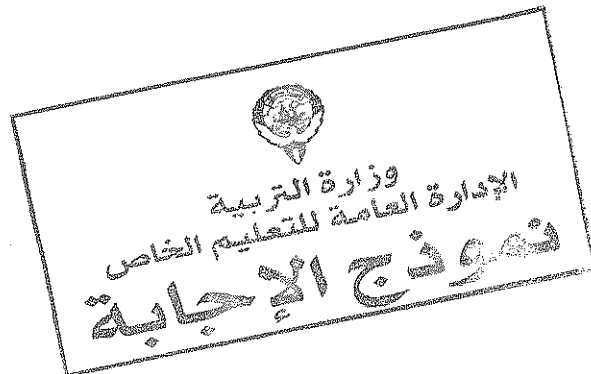 وزارة التربية
الإدارة العامة للتعليم الخاص
نموذج الإجابة